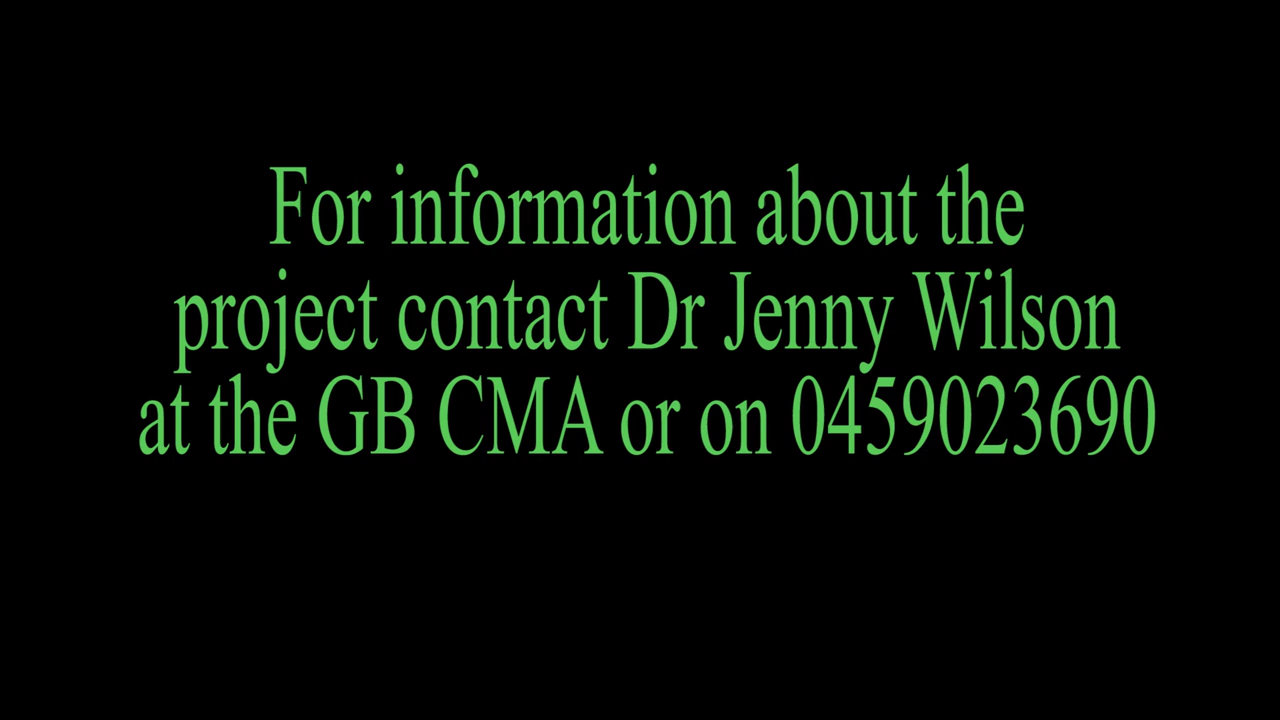 For information about the
project contact Dr Jenny Wilson
at the GB CMA or on 0459023690